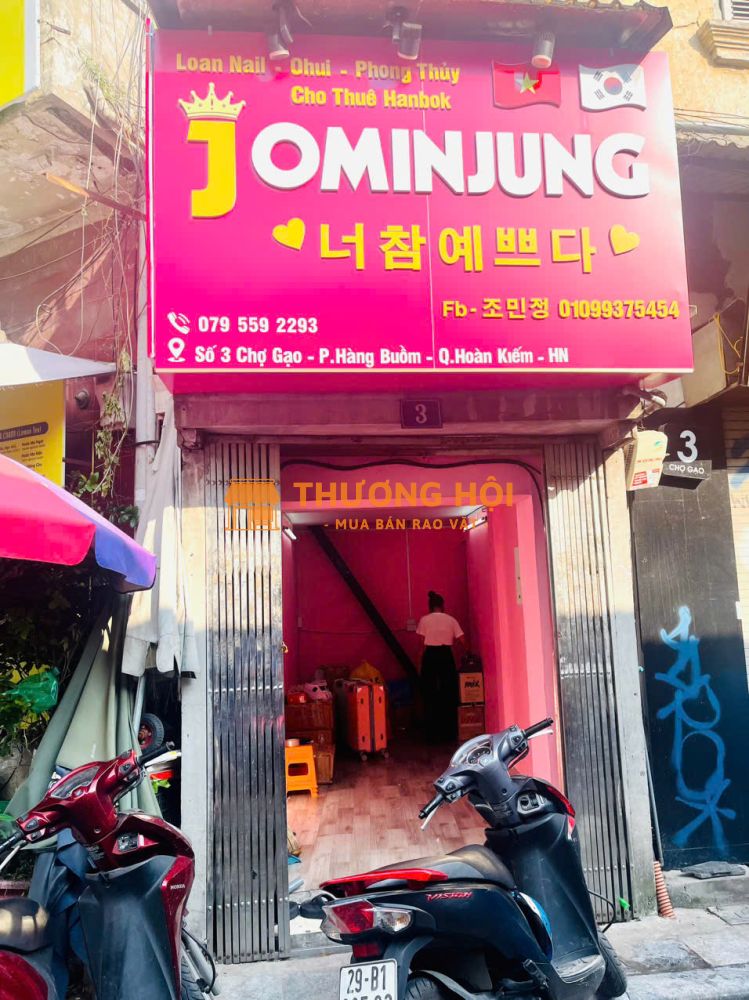 Loan Nail - Ohui - Phong Thủy
Cho Thuê Hanbok
JOMINJUNG
너참예쁘다
Fb - 조민정 01099375454
079 559 2293
Số 3 Chợ Gạo - P.Hàng Buồm - Q.Hoàn Kiếm - HN
3
3
CHỢ GẠO
THƯƠNG HỘI
- MUA BÁN RAO VẶT -
HONDA
VISION
29-B1